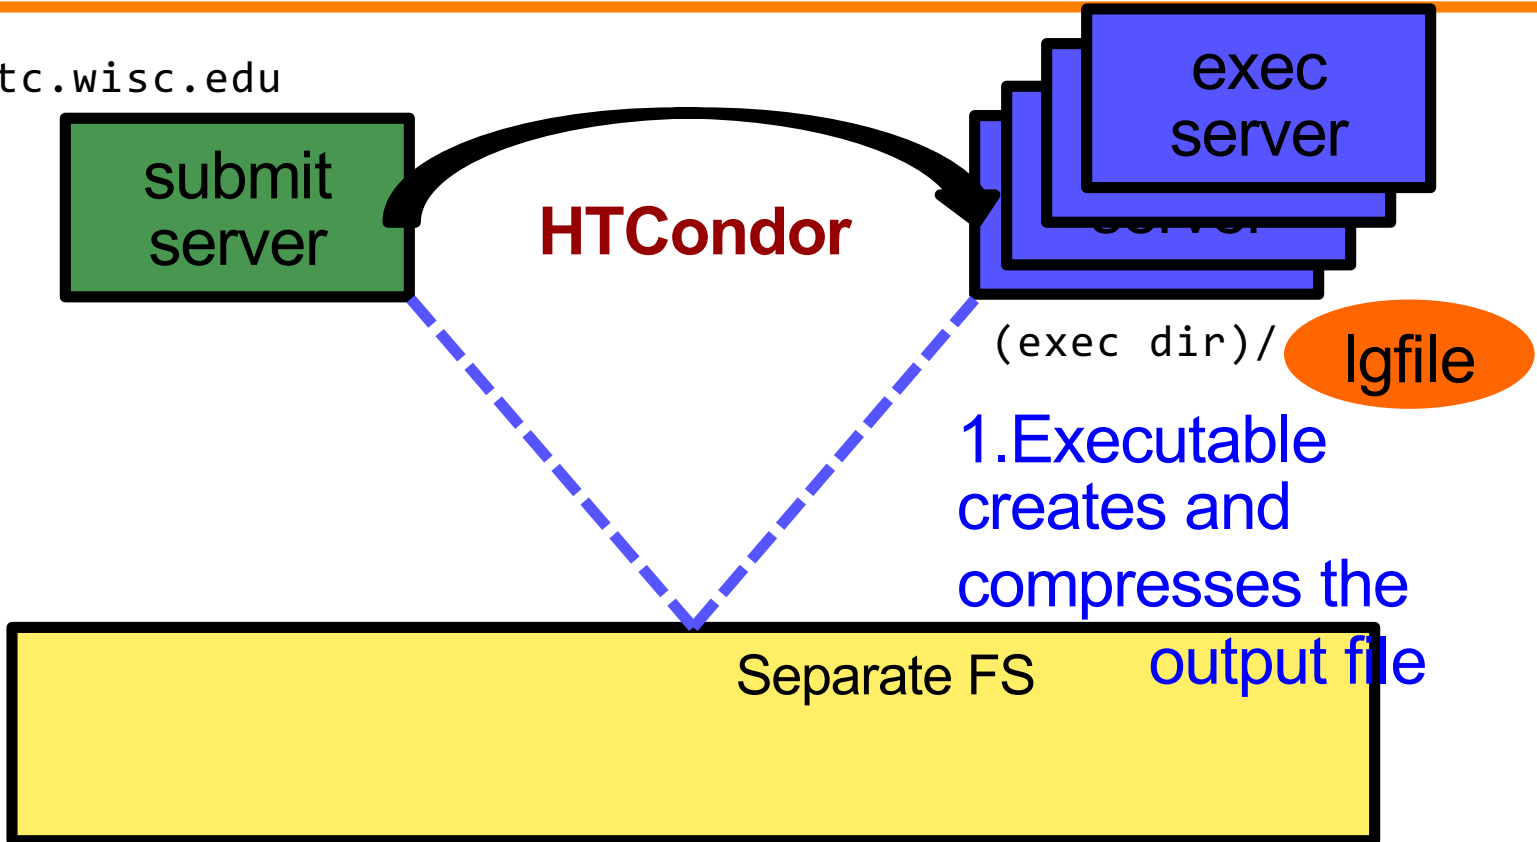 tc.wisc.edu
exec
server
submit
server
HTCondor
server
(exec dir)/
lgfile
1.Executable
creates and
compresses the
output file
Separate FS